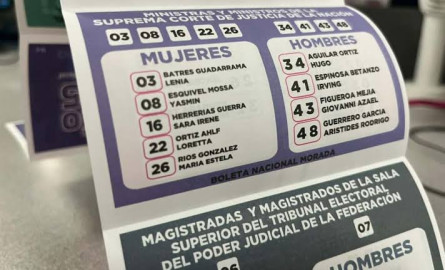 MINISTRAS Y MINISTROS DE LA
SUPREMA CORTE DE JUSTICIA DE LA NACIÓN
03 08 16 22 26
34 41 43 48
MUJERES
03 BATRES GUADARRAMA
LENIA
08 ESQUIVEL MOSSA
YASMIN
16 HERRERIAS GUERRA
SARA IRENE
22 ORTIZ AHLF
LORETTA
26 RIOS GONZALEZ
MARIA ESTELA
HOMBRES
34 AGUILAR ORTIZ
HUGO
41 ESPINOSA BETANZO
IRVING
43 FIGUEROA MEJIA
GIOVANNI AZAEL
48 GUERRERO GARCIA
ARISTIDES RODRIGO
BOLETA NACIONAL MORADA
MAGISTRADAS Y MAGISTRADOS DE LA SALA
SUPERIOR DEL TRIBUNAL ELECTORAL
DEL PODER JUDICIAL DE LA FEDERACIÓN
07
HOMBRES